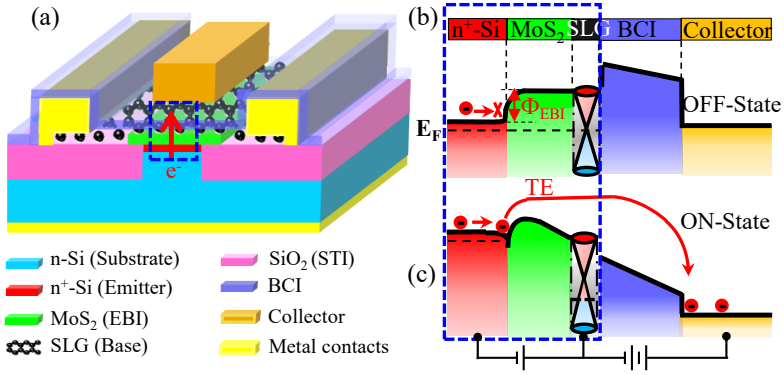 (a)
e⁻
n-Si (Substrate)
n⁺-Si (Emitter)
MoS₂ (EBI)
SLG (Base)
SiO₂ (STI)
BCI
Collector
Metal contacts
(b)
n⁺-Si MoS₂ SLG BCI Collector
Φ_EBI
OFF-State
E_F
TE
ON-State
(c)